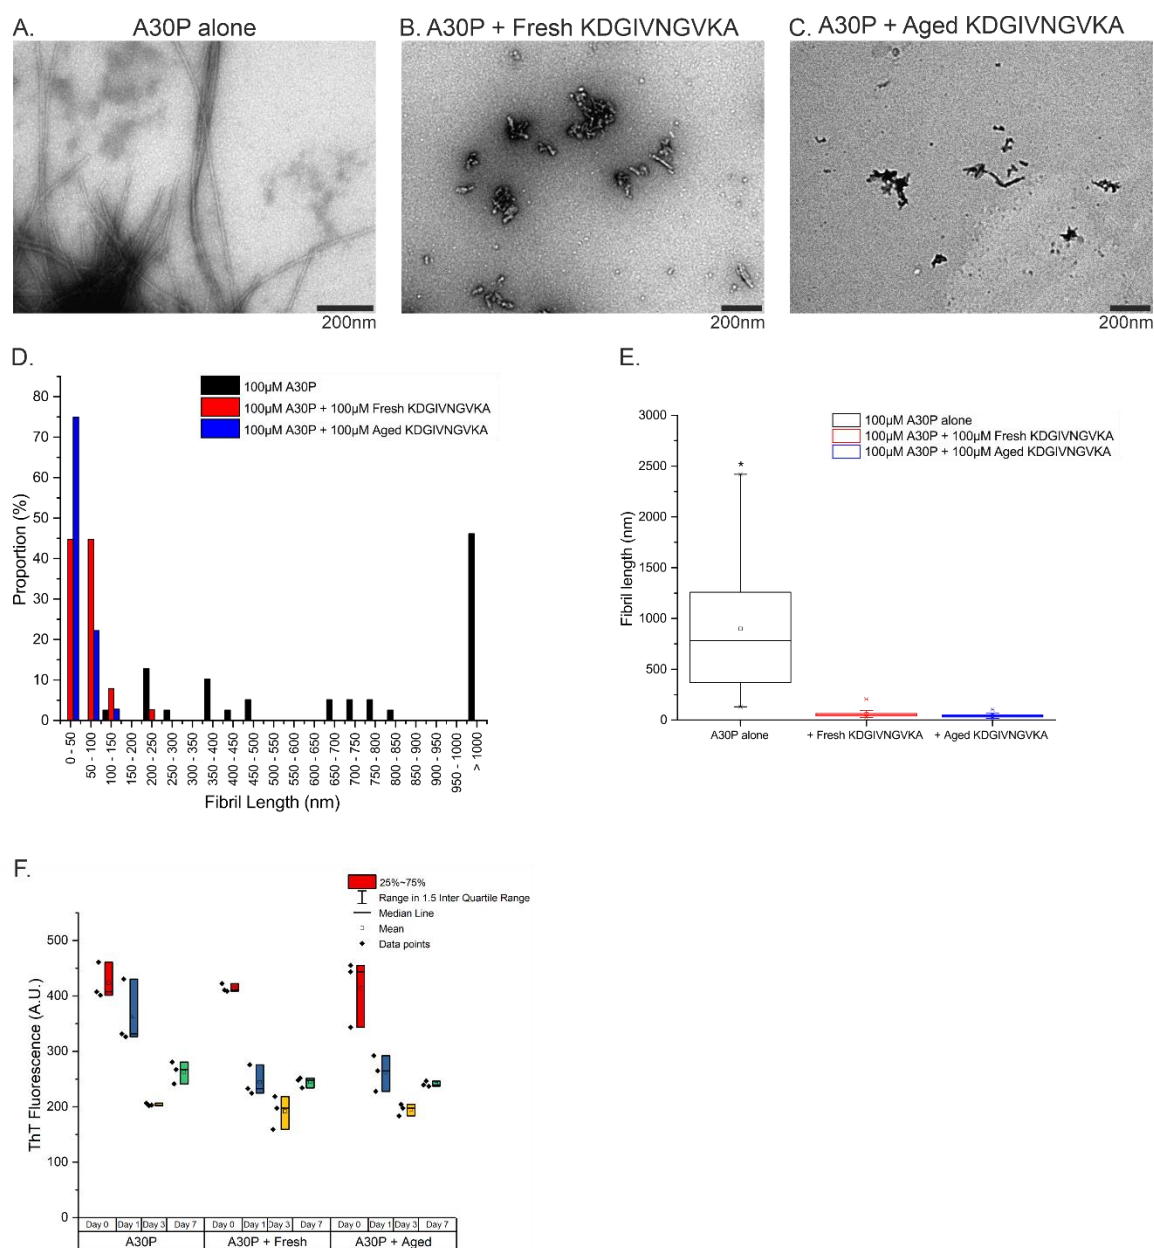 A. A30P alone
B. A30P + Fresh KDGIVNGVKA
C. A30P + Aged KDGIVNGVKA
200nm
200nm
200nm
D.
100µM A30P
100µM A30P + 100µM Fresh KDGIVNGVKA
100µM A30P + 100µM Aged KDGIVNGVKA
Proportion (%)
80
70
60
50
40
30
20
10
0
0 - 50
50 - 100
100 - 150
150 - 200
200 - 250
250 - 300
300 - 350
350 - 400
400 - 450
450 - 500
500 - 550
550 - 600
600 - 650
650 - 700
700 - 750
750 - 800
800 - 850
850 - 900
900 - 950
950 - 1000
> 1000
Fibril Length (nm)
E.
100µM A30P alone
100µM A30P + 100µM Fresh KDGIVNGVKA
100µM A30P + 100µM Aged KDGIVNGVKA
Fibril length (nm)
3000
2500
2000
1500
1000
500
0
A30P alone
+ Fresh KDGIVNGVKA
+ Aged KDGIVNGVKA
F.
25%~75%
Range in 1.5 Inter Quartile Range
Median Line
Mean
Data points
ThT Fluorescence (A.U.)
500
400
300
200
100
0
Day 0 Day 1 Day 3 Day 7 Day 0 Day 1 Day 3 Day 7 Day 0 Day 1 Day 3 Day 7
A30P A30P + Fresh A30P + Aged